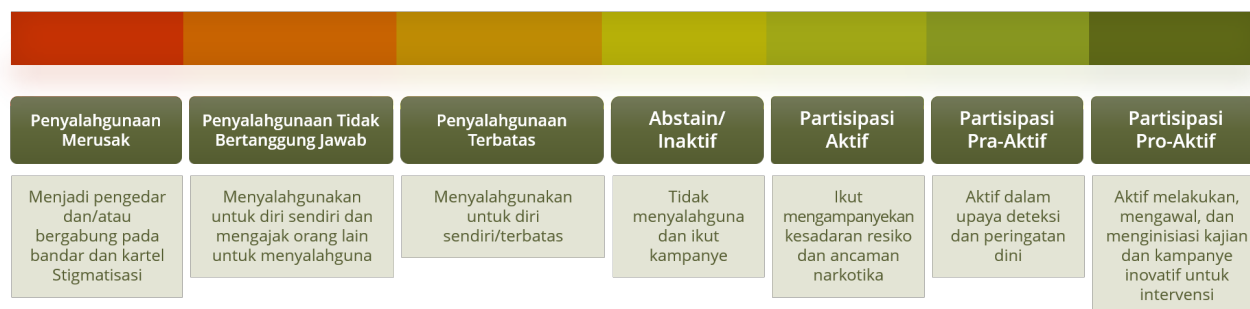 Penyalahgunaan
Merusak
Penyalahgunaan Tidak
Bertanggung Jawab
Penyalahgunaan
Terbatas
Abstain/
Inaktif
Partisipasi
Aktif
Partisipasi
Pra-Aktif
Partisipasi
Pro-Aktif
Menjadi pengedar
dan/atau
bergabung pada
bandar dan kartel
Stigmatisasi
Menyalahgunakan
untuk diri sendiri dan
mengajak orang lain
untuk menyalahguna
Menyalahgunakan
untuk diri
sendiri/terbatas
Tidak
menyalahguna
dan ikut
kampanye
Ikut
mengampanyekan
kesadaran resiko
dan ancaman
narkotika
Aktif dalam
upaya deteksi
dan peringatan
dini
Aktif melakukan,
mengawal, dan
menginisiasi kajian
dan kampanye
inovatif untuk
intervensi